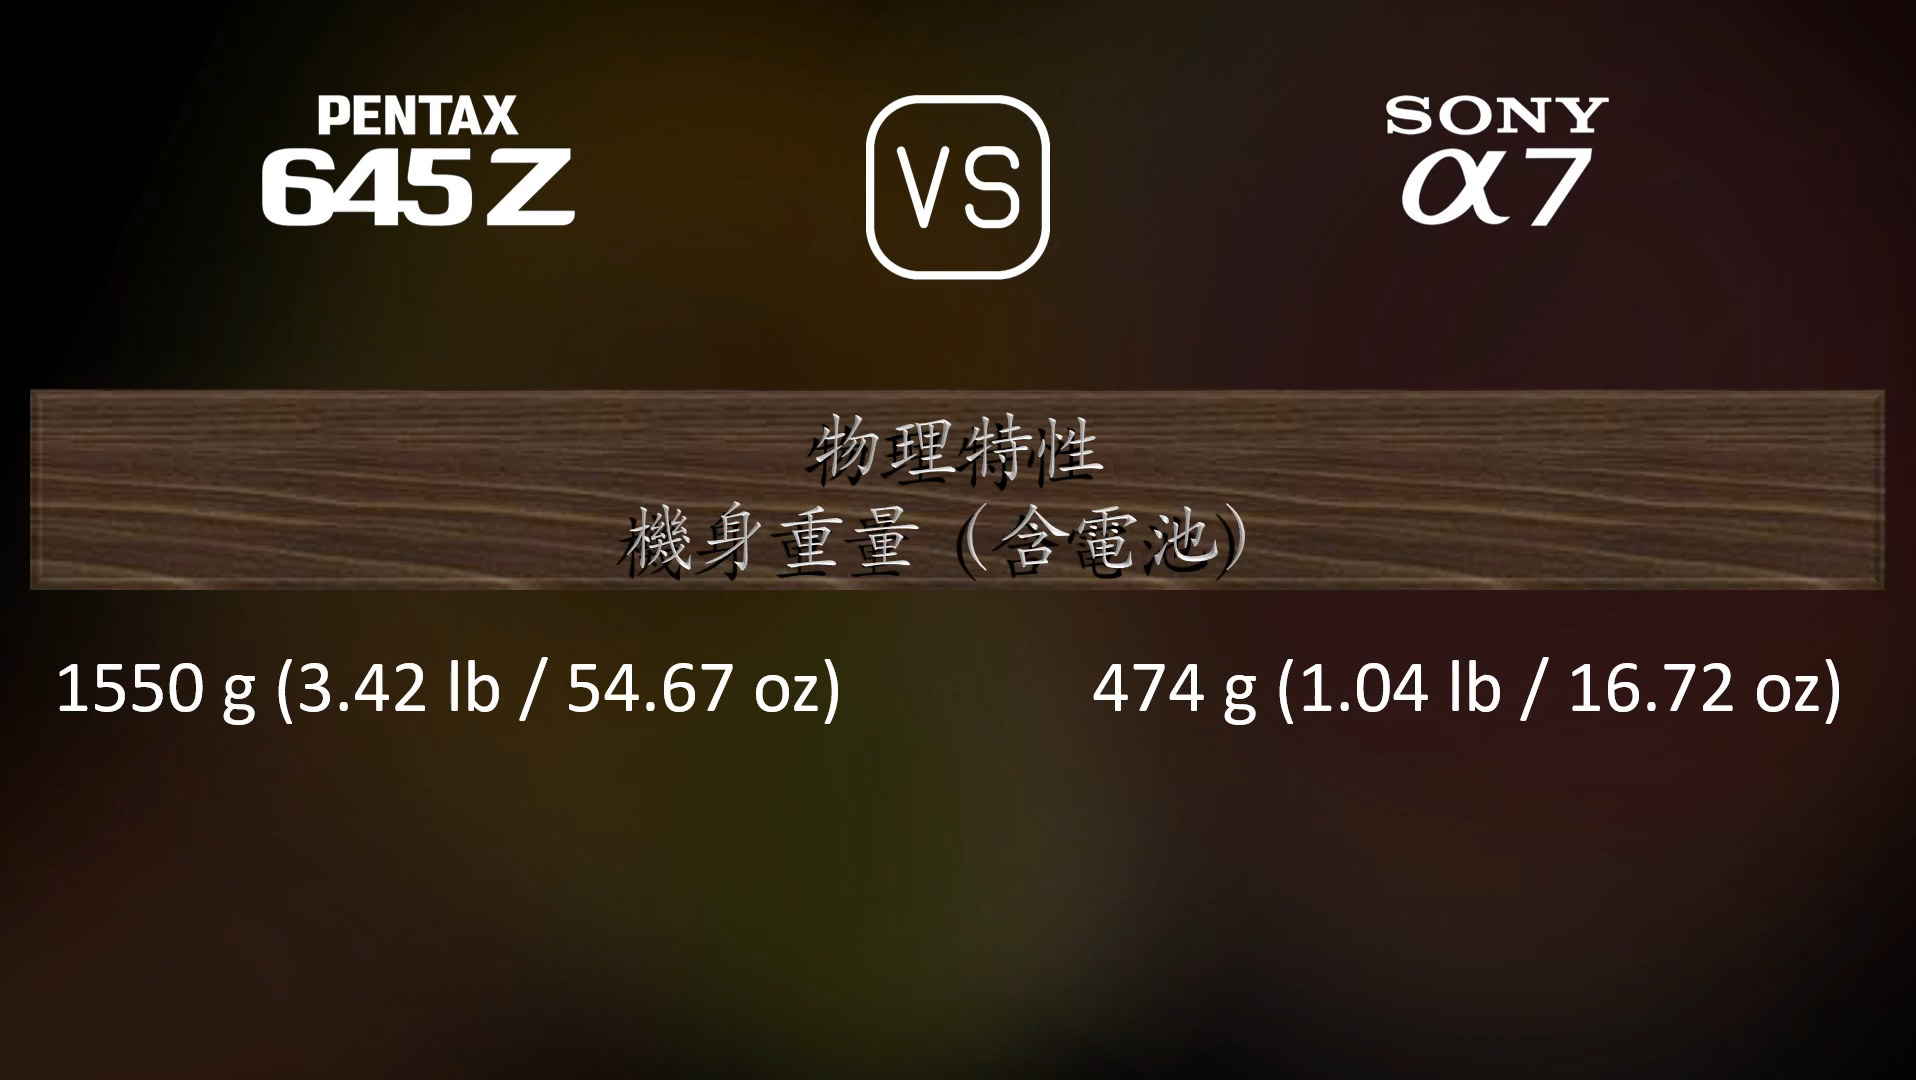 PENTAX
645Z
VS
SONY
α7
物理特性
機身重量（含電池）
1550 g (3.42 lb / 54.67 oz)
474 g (1.04 lb / 16.72 oz)